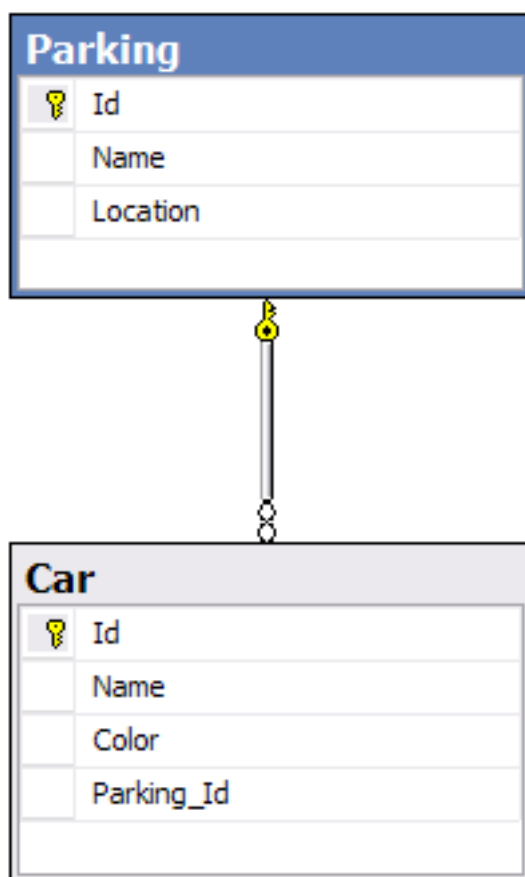 Parking
Id
Name
Location
Car
Id
Name
Color
Parking_Id